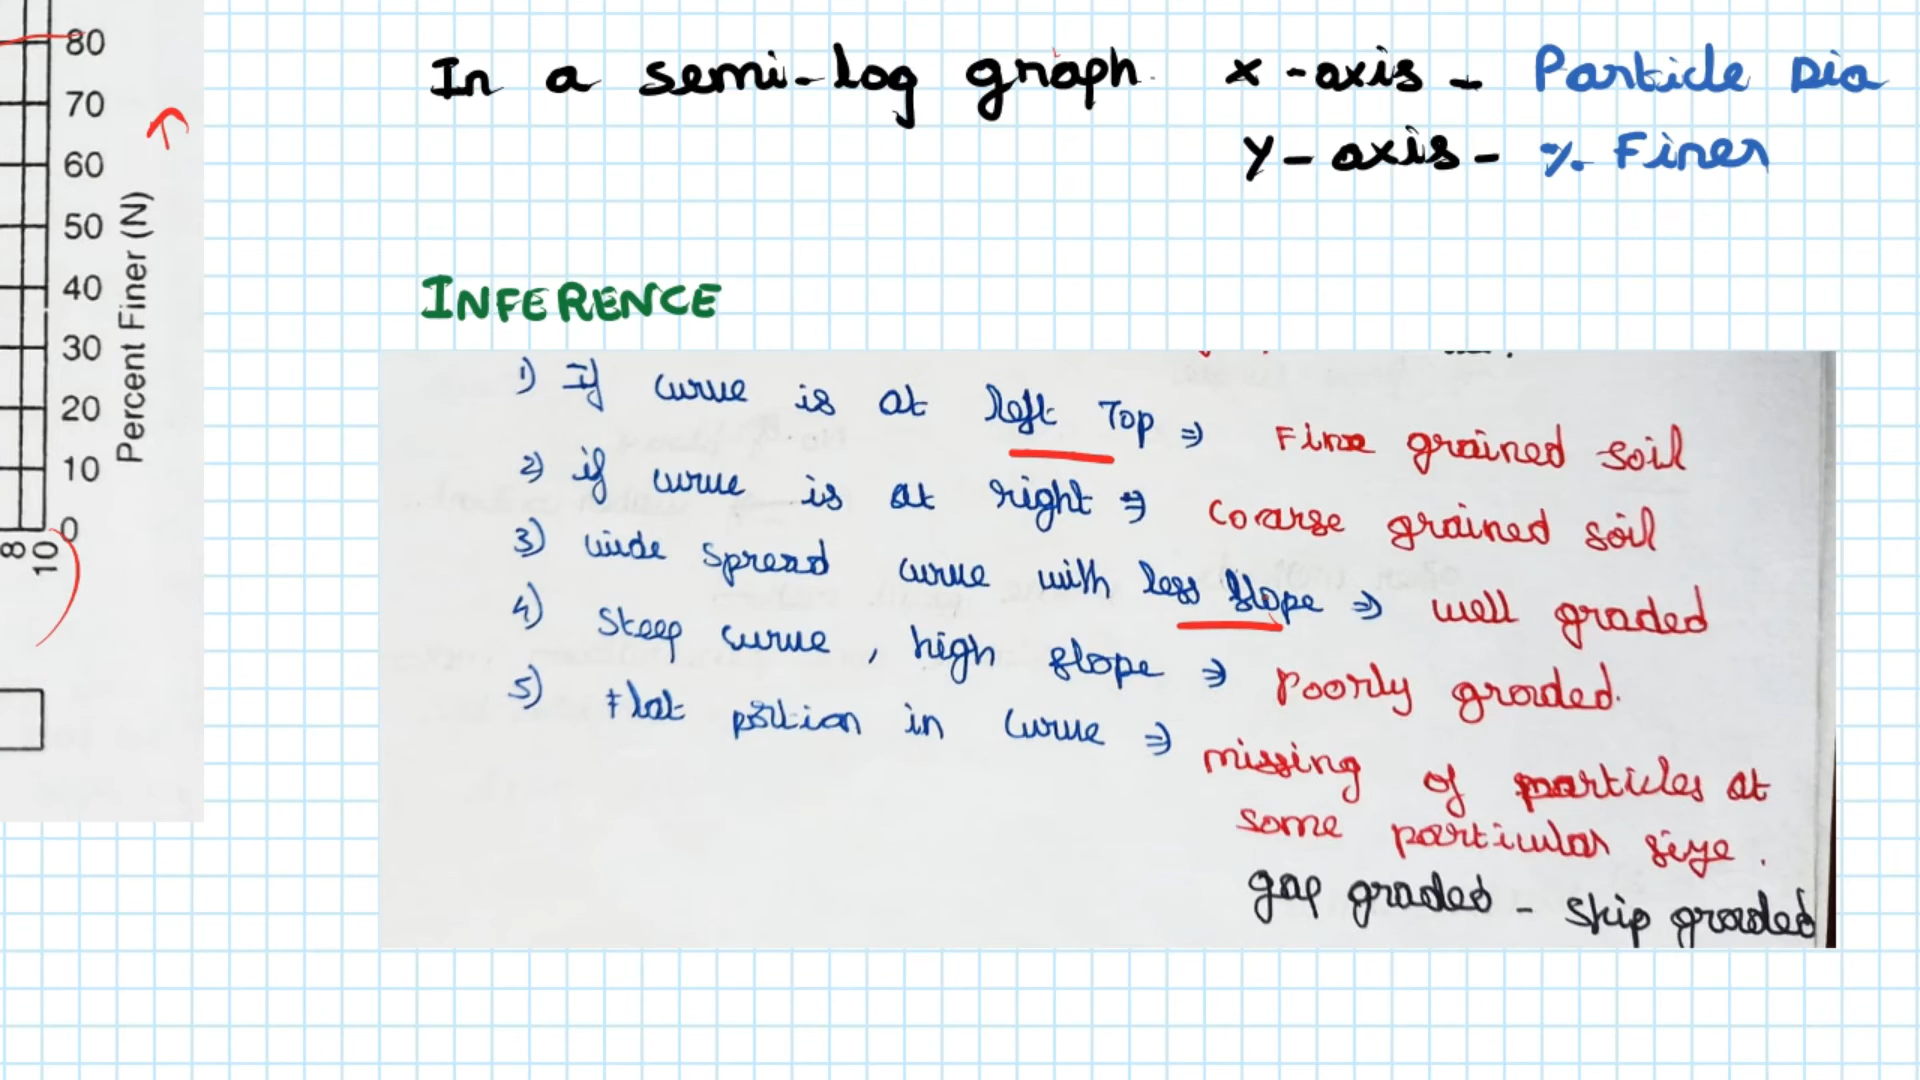 In a semi-log graph x-axis - Particle Dia
y-axis - % Finer
INFERENCE
1) If curve is at left Top ⇒ Fine grained soil
2) if curve is at right ⇒ coarse grained soil
3) wide spread curve with less slope ⇒ well graded
4) Steep curve, high slope ⇒ Poorly graded.
5) flat portion in curve ⇒ missing of particles at
some particular size.
gap graded - skip graded
80
70
60
50
40
30
20
10
0
Percent Finer (N)
8
10